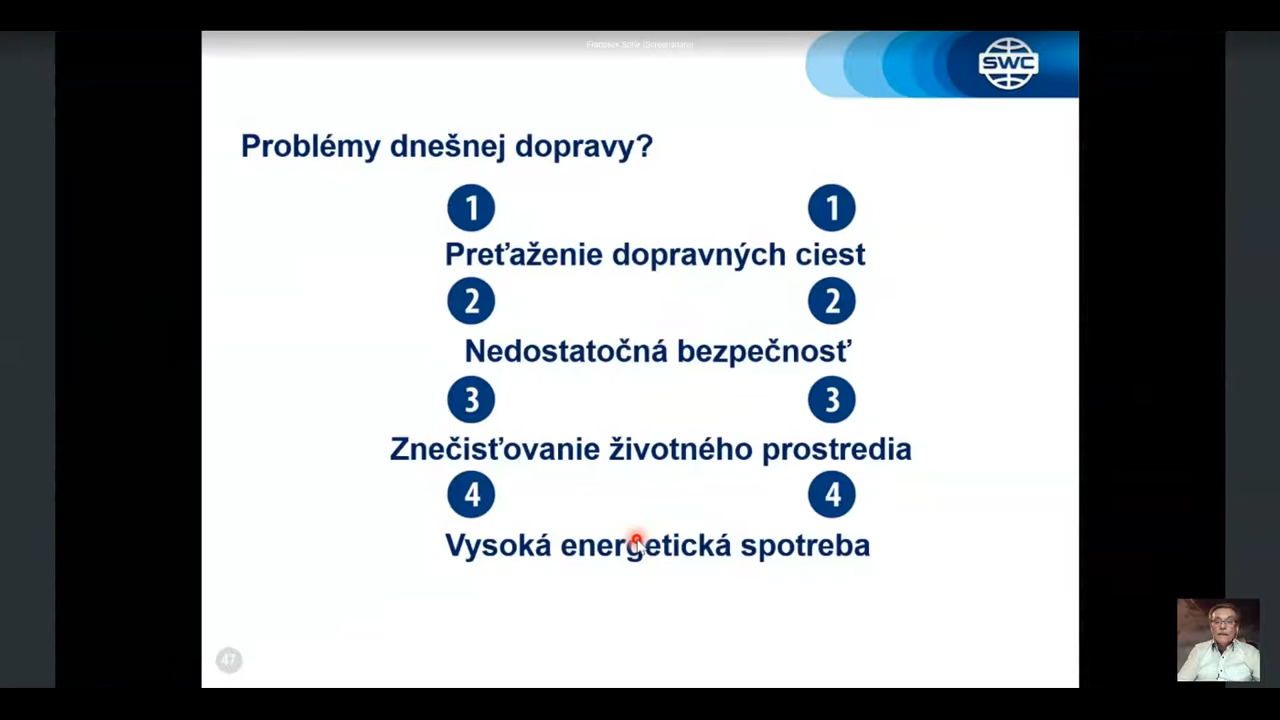 SWC
Problémy dnešnej dopravy?
1 1
Preťaženie dopravných ciest
2 2
Nedostatočná bezpečnosť
3 3
Znečisťovanie životného prostredia
4 4
Vysoká energetická spotreba
47